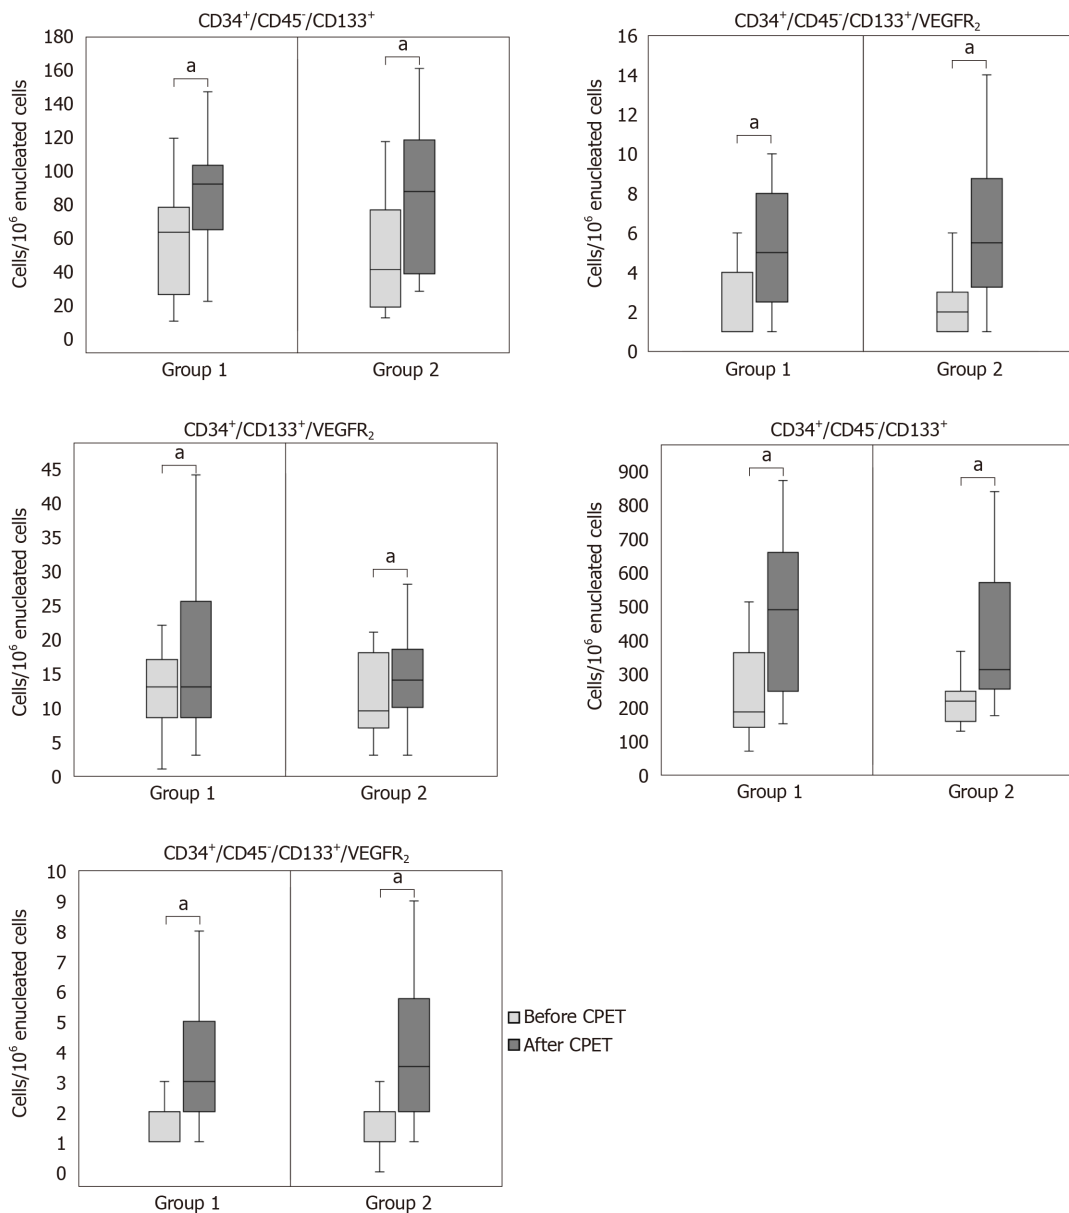 CD34⁺/CD45⁻/CD133⁺
Cells/10⁶ enucleated cells
180
160
140
120
100
80
60
40
20
0
a
a
Group 1
Group 2
CD34⁺/CD45⁻/CD133⁺/VEGFR₂
Cells/10⁶ enucleated cells
16
14
12
10
8
6
4
2
0
a
a
Group 1
Group 2
CD34⁺/CD133⁺/VEGFR₂
Cells/10⁶ enucleated cells
45
40
35
30
25
20
15
10
5
0
a
a
Group 1
Group 2
CD34⁺/CD45⁻/CD133⁺
Cells/10⁶ enucleated cells
900
800
700
600
500
400
300
200
100
0
a
a
Group 1
Group 2
CD34⁺/CD45⁻/CD133⁺/VEGFR₂
Cells/10⁶ enucleated cells
10
9
8
7
6
5
4
3
2
1
0
a
a
Group 1
Group 2
Before CPET
After CPET